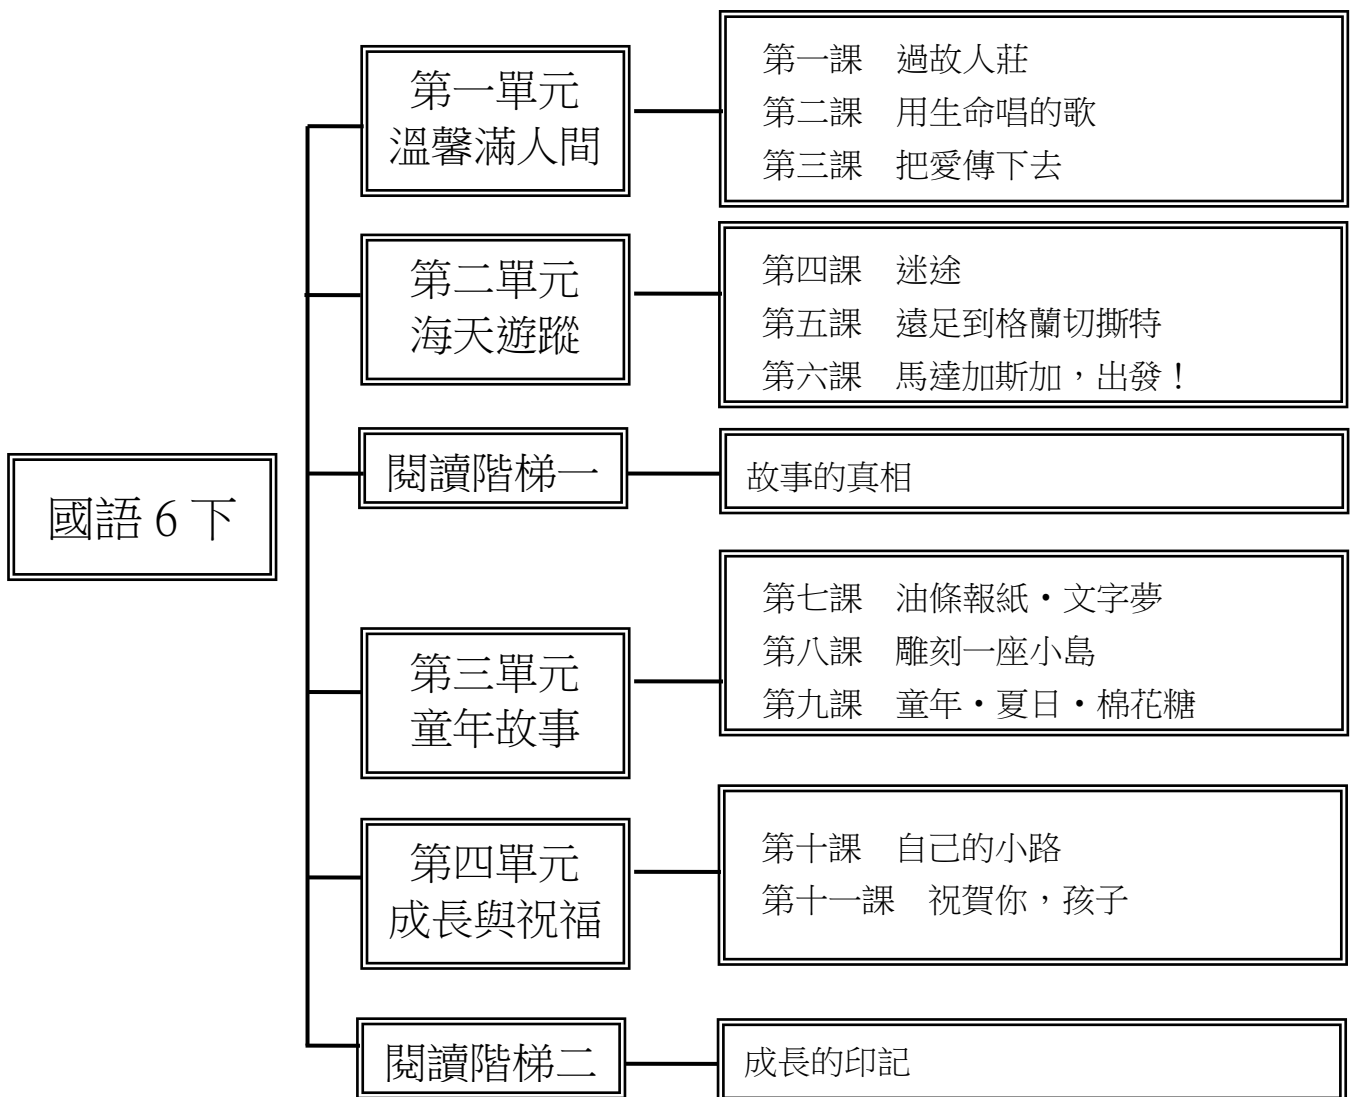 國語 6 下
第一單元
溫馨滿人間
第一課　過故人莊
第二課　用生命唱的歌
第三課　把愛傳下去
第二單元
海天遊蹤
第四課　迷途
第五課　遠足到格蘭切撕特
第六課　馬達加斯加，出發！
閱讀階梯一
故事的真相
第三單元
童年故事
第七課　油條報紙・文字夢
第八課　雕刻一座小島
第九課　童年・夏日・棉花糖
第四單元
成長與祝福
第十課　自己的小路
第十一課　祝賀你，孩子
閱讀階梯二
成長的印記